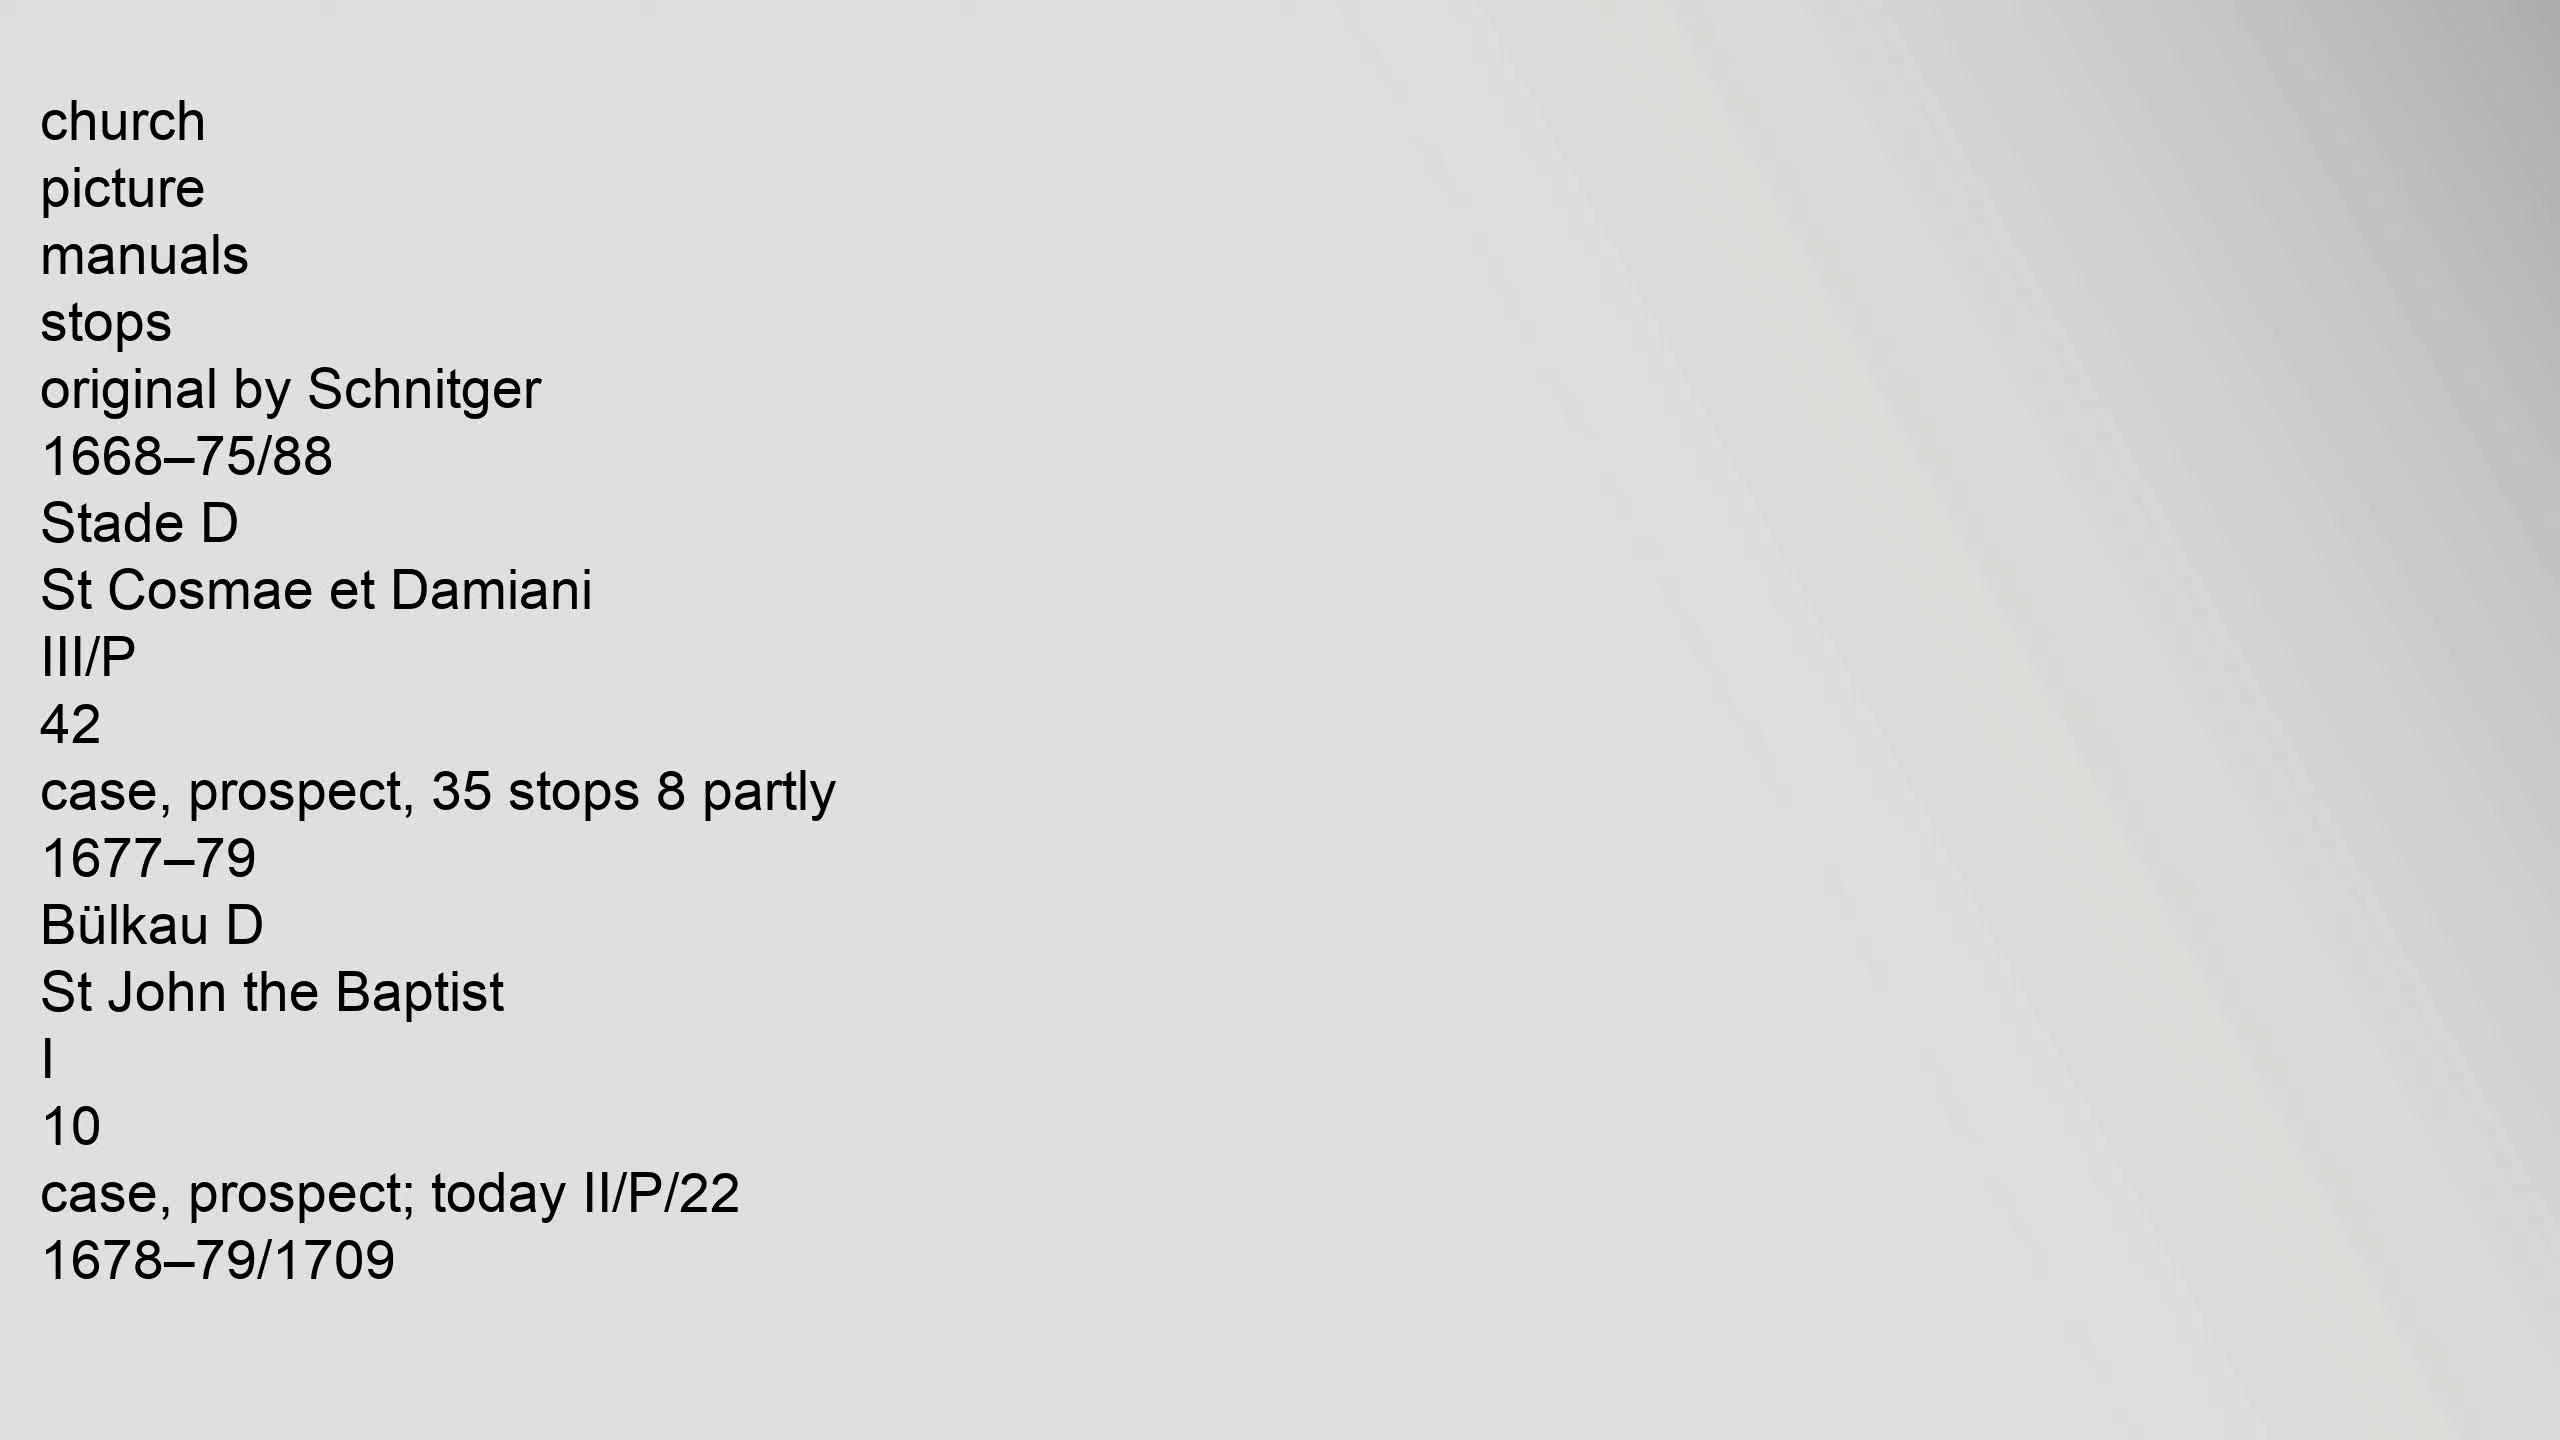 church
picture
manuals
stops
original by Schnitger
1668–75/88
Stade D
St Cosmae et Damiani
III/P
42
case, prospect, 35 stops 8 partly
1677–79
Bülkau D
St John the Baptist
I
10
case, prospect; today II/P/22
1678–79/1709